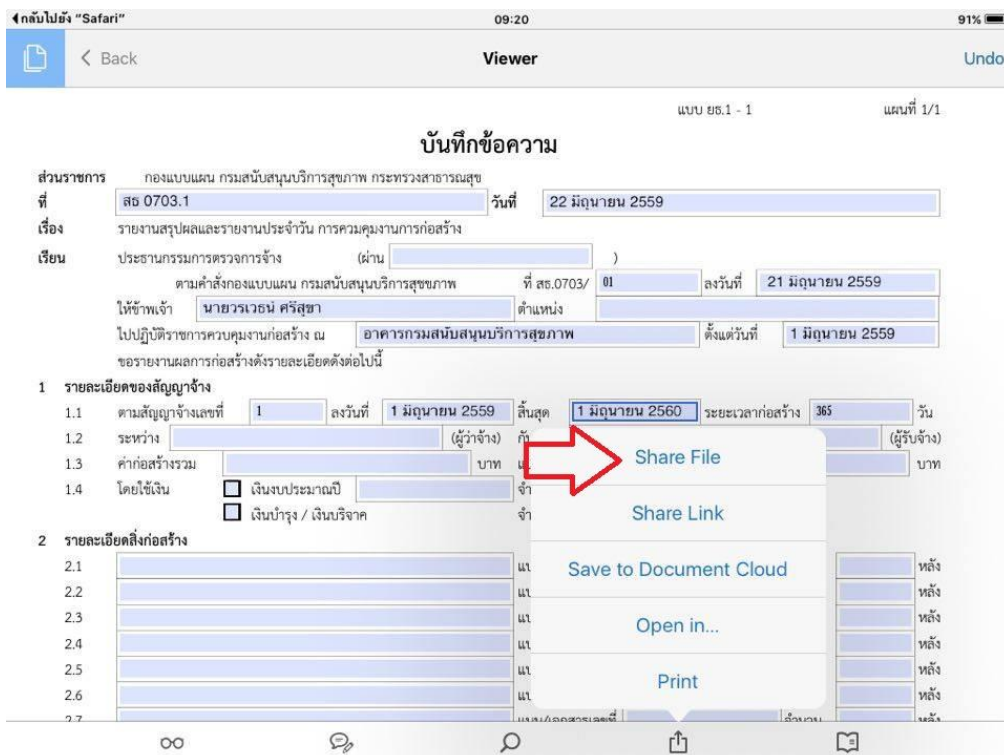 กลับไปยัง "Safari" 09:20 91%
Back Viewer Undo
แบบ ยธ.1 - 1 แผ่นที่ 1/1
บันทึกข้อความ
ส่วนราชการ กองแบบแผน กรมสนับสนุนบริการสุขภาพ กระทรวงสาธารณสุข
ที่ สธ 0703.1 วันที่ 22 มิถุนายน 2559
เรื่อง รายงานสรุปผลและรายงานประจำวัน การควมคุมงานการก่อสร้าง
เรียน ประธานกรรมการตรวจการจ้าง (ผ่าน )
ตามคำสั่งกองแบบแผน กรมสนับสนุนบริการสุขขภาพ ที่ สธ.0703/ 01 ลงวันที่ 21 มิถุนายน 2559
ให้ข้าพเจ้า นายวรเวธน์ ศรีสุขา ตำแหน่ง
ไปปฏิบัติราชการควบคุมงานก่อสร้าง ณ อาคารกรมสนับสนุนบริการสุขภาพ ตั้งแต่วันที่ 1 มิถุนายน 2559
ขอรายงานผลการก่อสร้างดังรายละเอียดดังต่อไปนี้
1 รายละเอียดของสัญญาจ้าง
1.1 ตามสัญญาจ้างเลขที่ 1 ลงวันที่ 1 มิถุนายน 2559 สิ้นสุด 1 มิถุนายน 2560 ระยะเวลาก่อสร้าง 365 วัน
1.2 ระหว่าง (ผู้ว่าจ้าง) (ผู้รับจ้าง)
1.3 ค่าก่อสร้างรวม บาท บาท
1.4 โดยใช้เงิน เงินงบประมาณปี
เงินบำรุง / เงินบริจาค
2 รายละเอียดสิ่งก่อสร้าง
2.1 หลัง
2.2 หลัง
2.3 หลัง
2.4 หลัง
2.5 หลัง
2.6 หลัง
2.7
Share File
Share Link
Save to Document Cloud
Open in...
Print